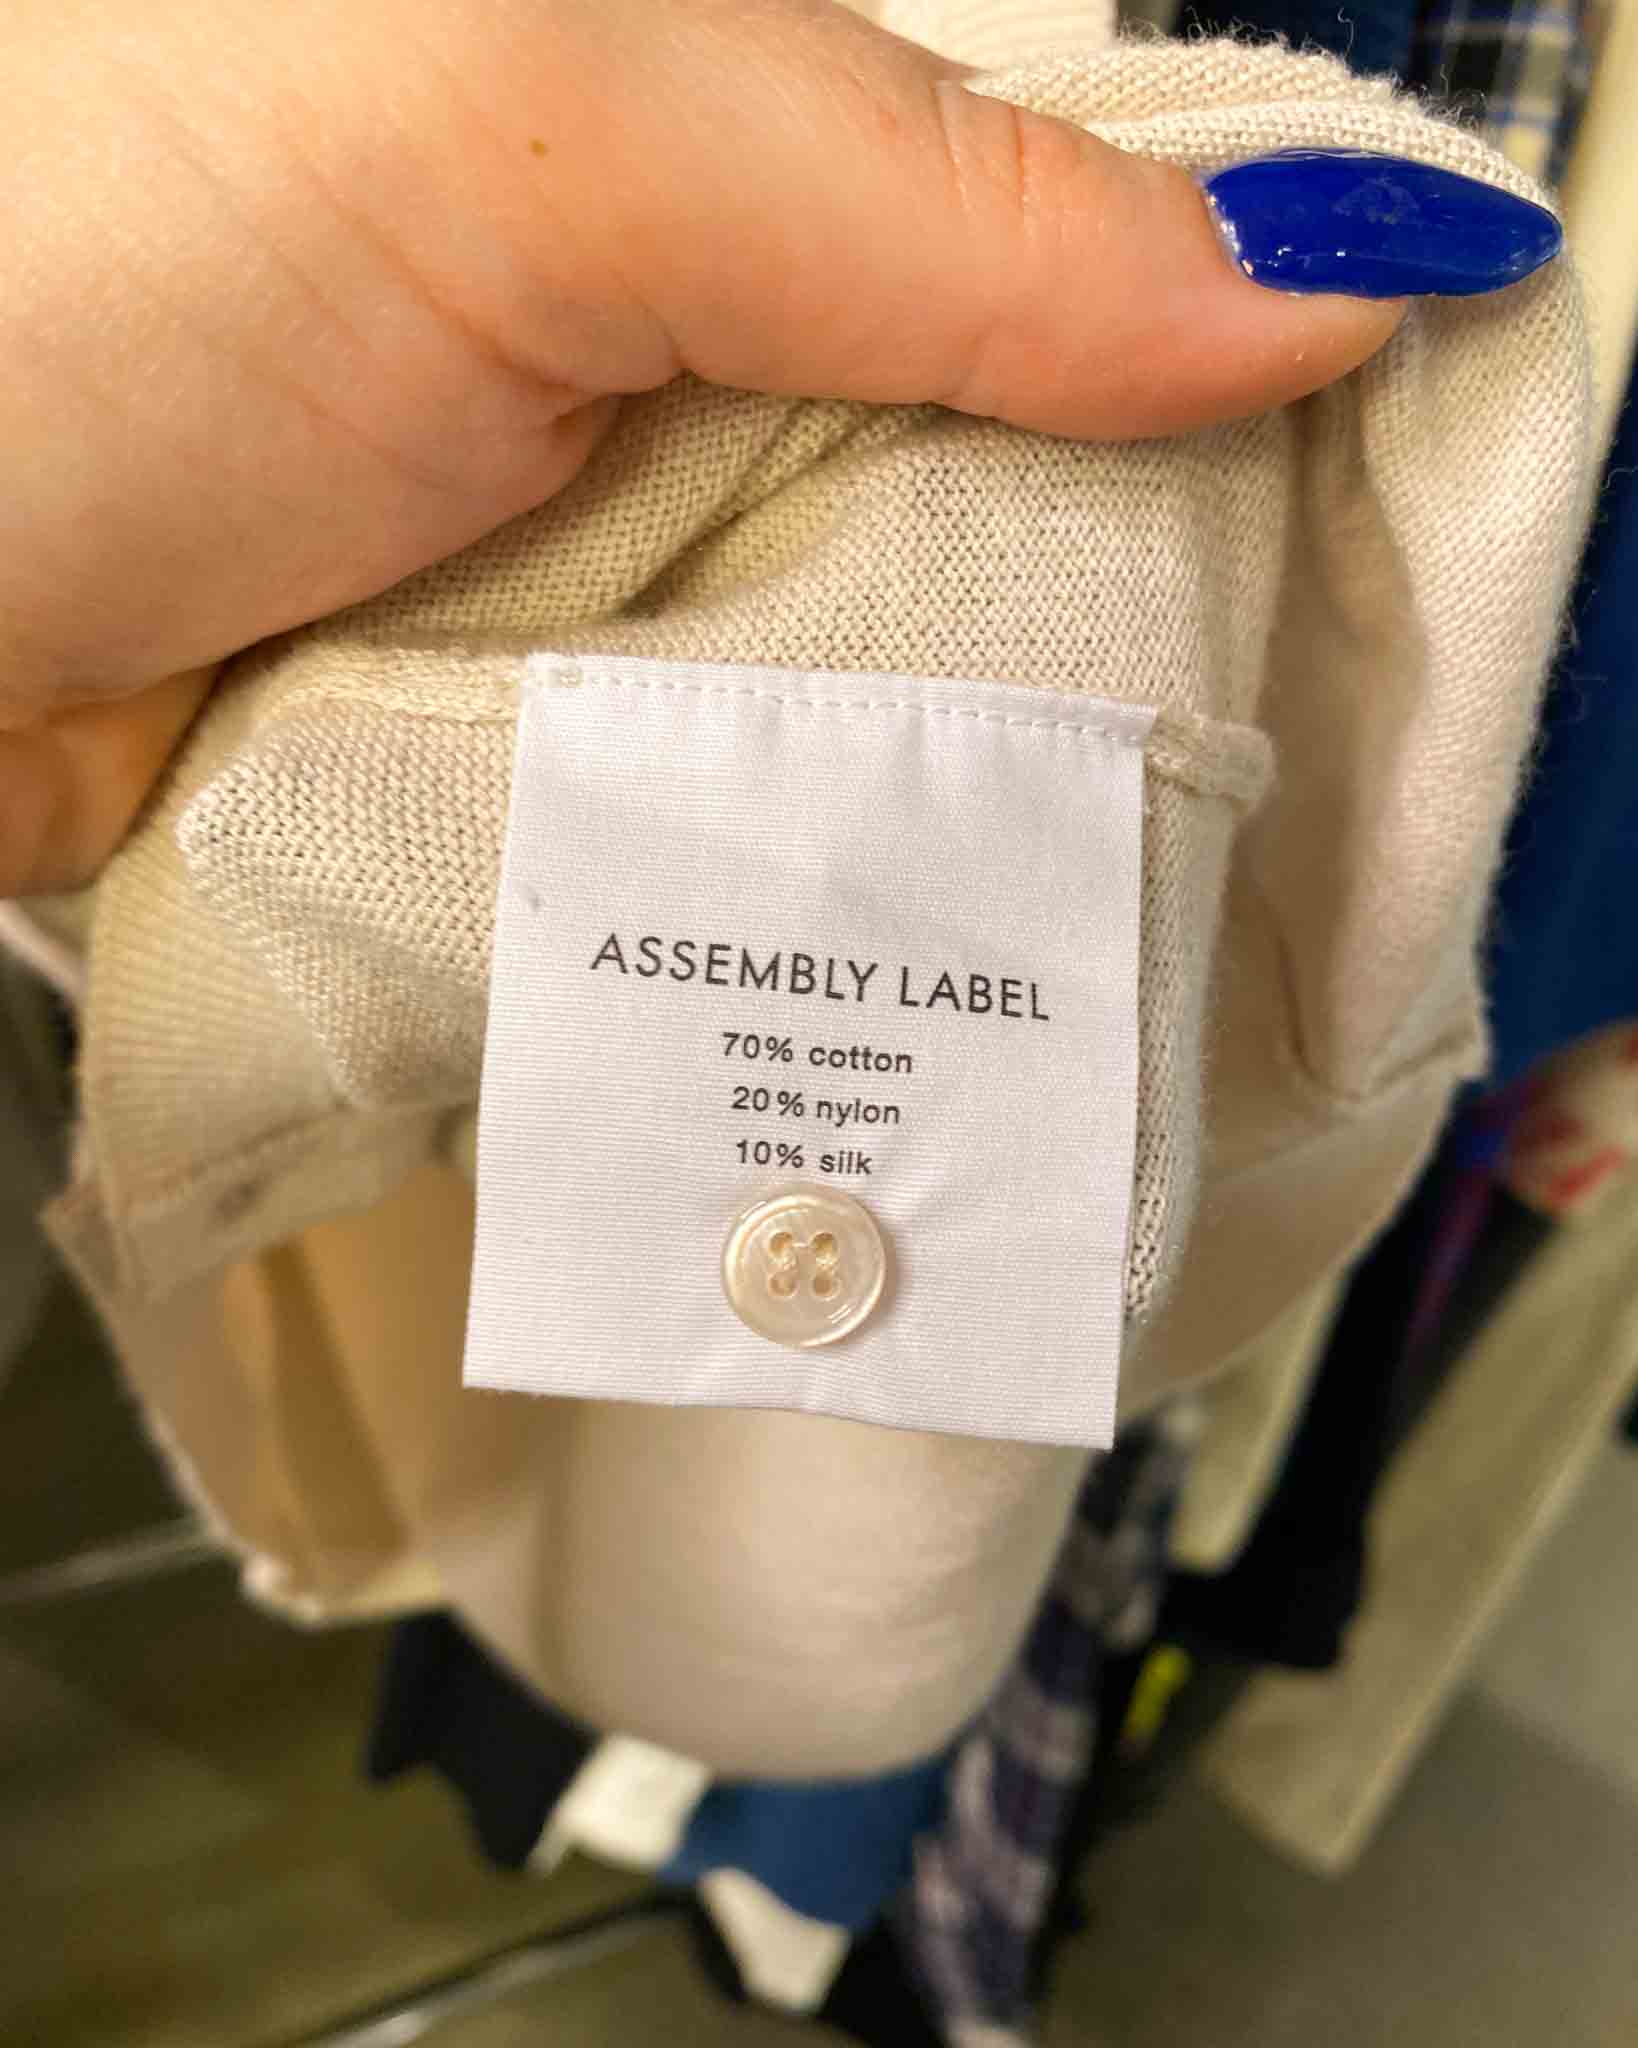 ASSEMBLY LABEL
70% cotton
20% nylon
10% silk